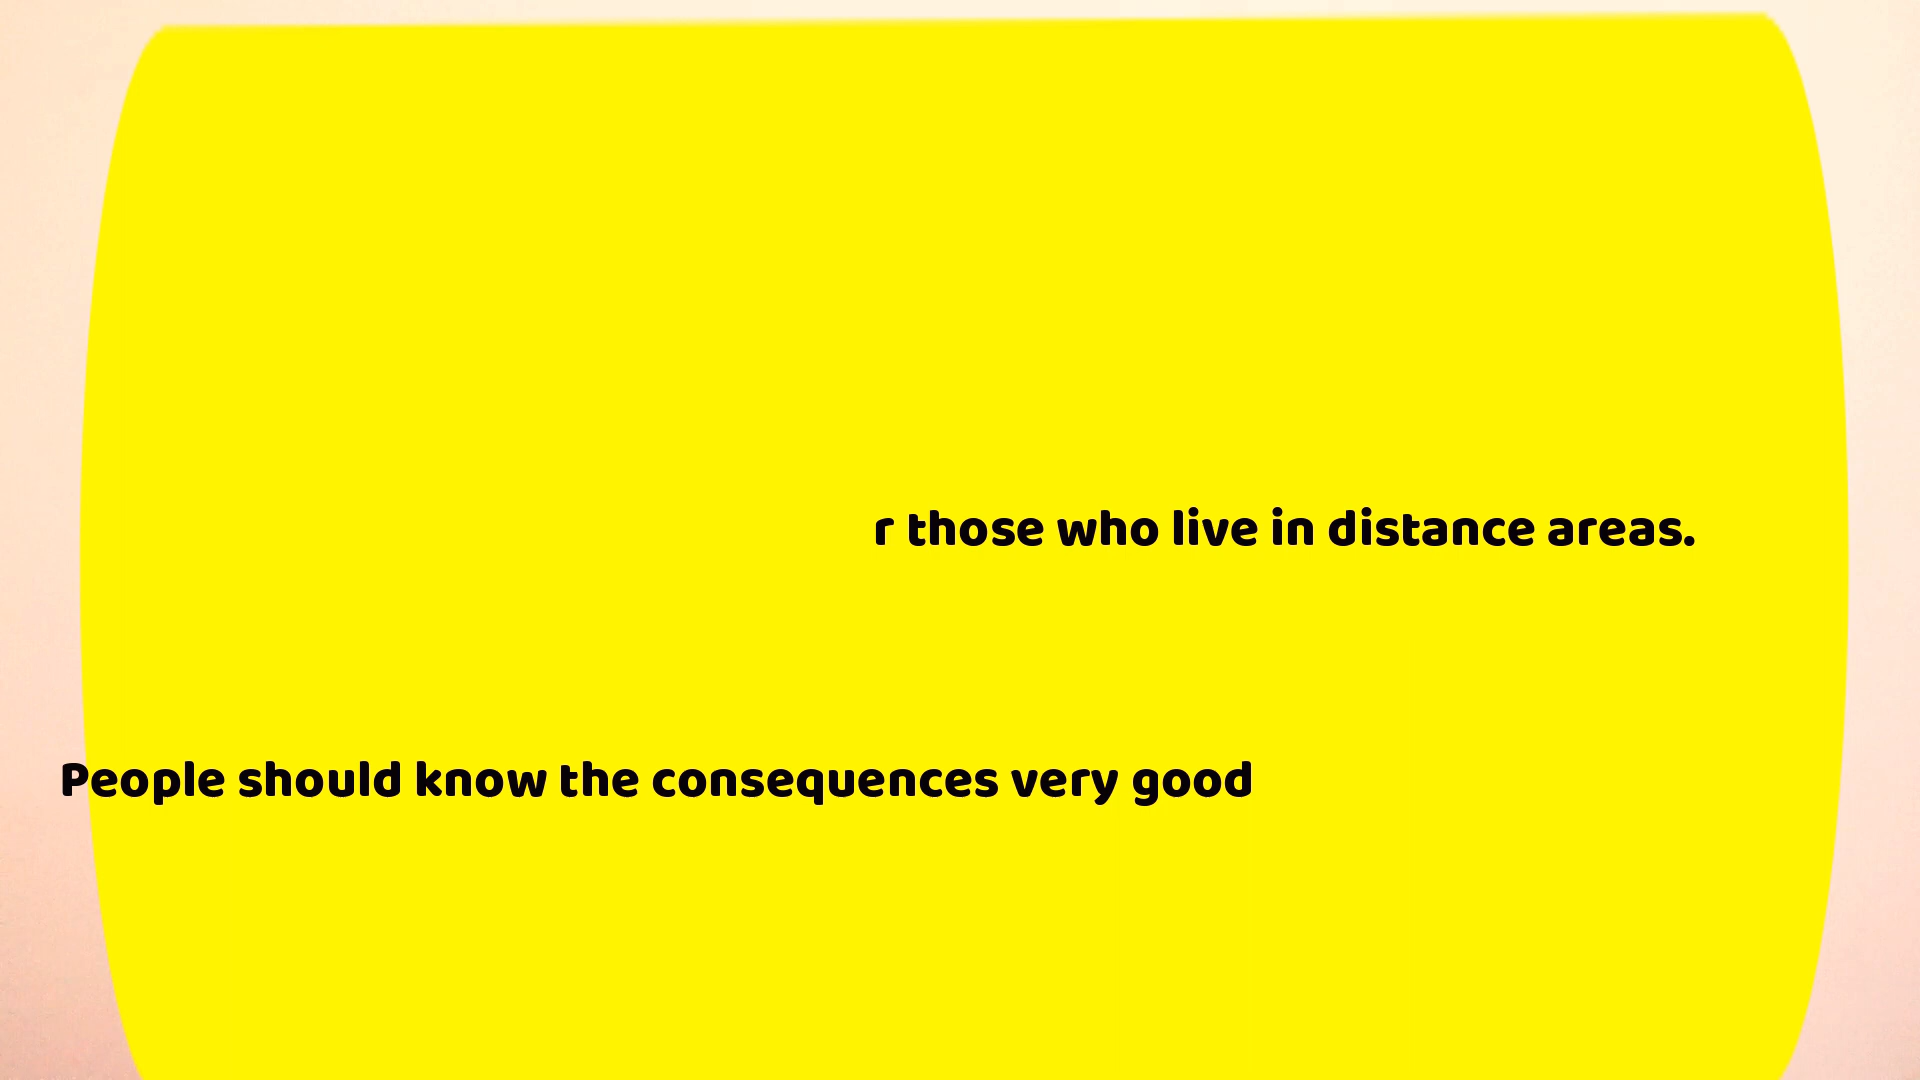 r those who live in distance areas.
People should know the consequences very good